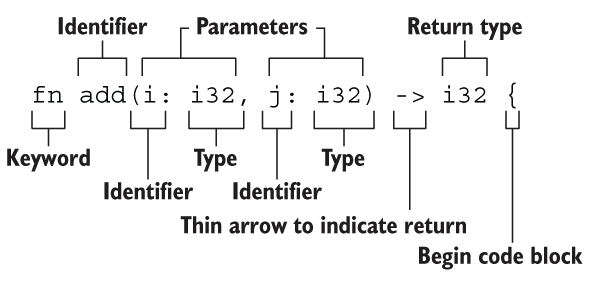 Identifier Parameters Return type
fn add(i: i32, j: i32) -> i32 {
Keyword Type Type
Identifier Identifier
Thin arrow to indicate return
Begin code block